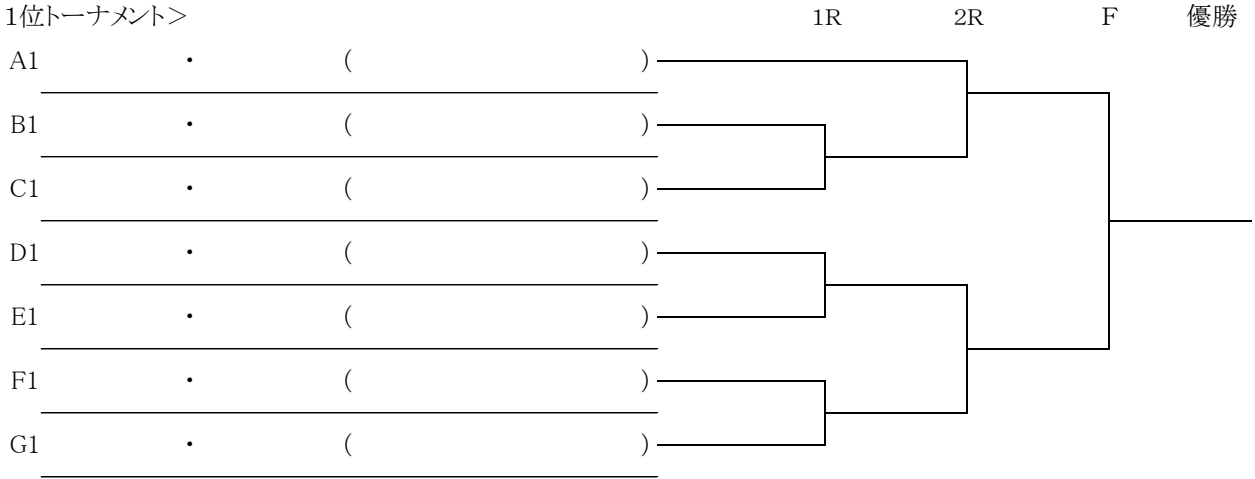 1位トーナメント＞ 1R 2R F 優勝
A1 ・ ( )
B1 ・ ( )
C1 ・ ( )
D1 ・ ( )
E1 ・ ( )
F1 ・ ( )
G1 ・ ( )